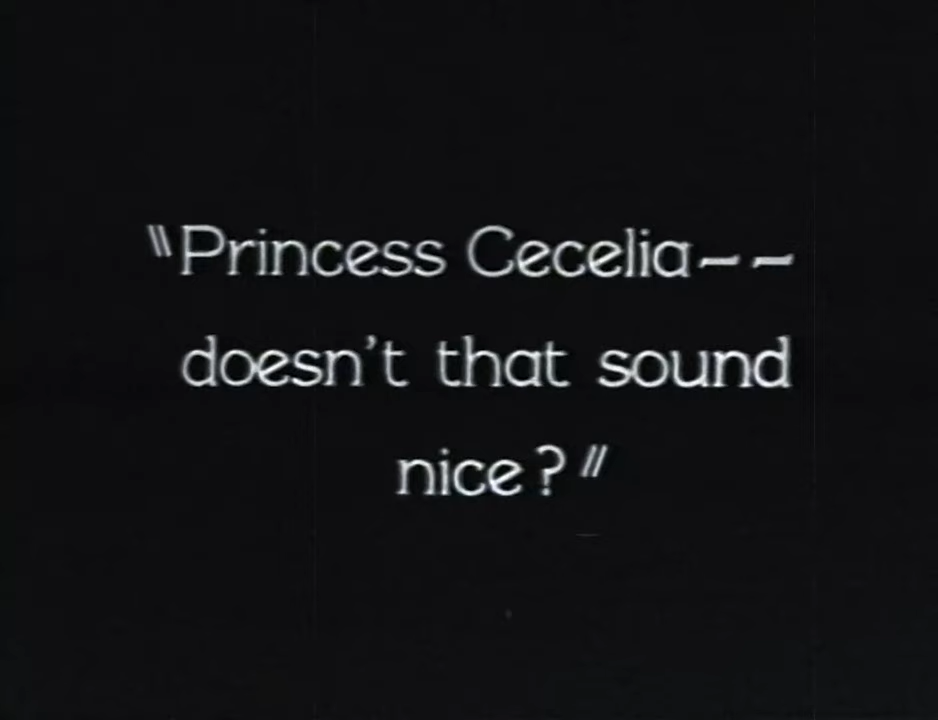 "Princess Cecelia--
doesn't that sound
nice?"